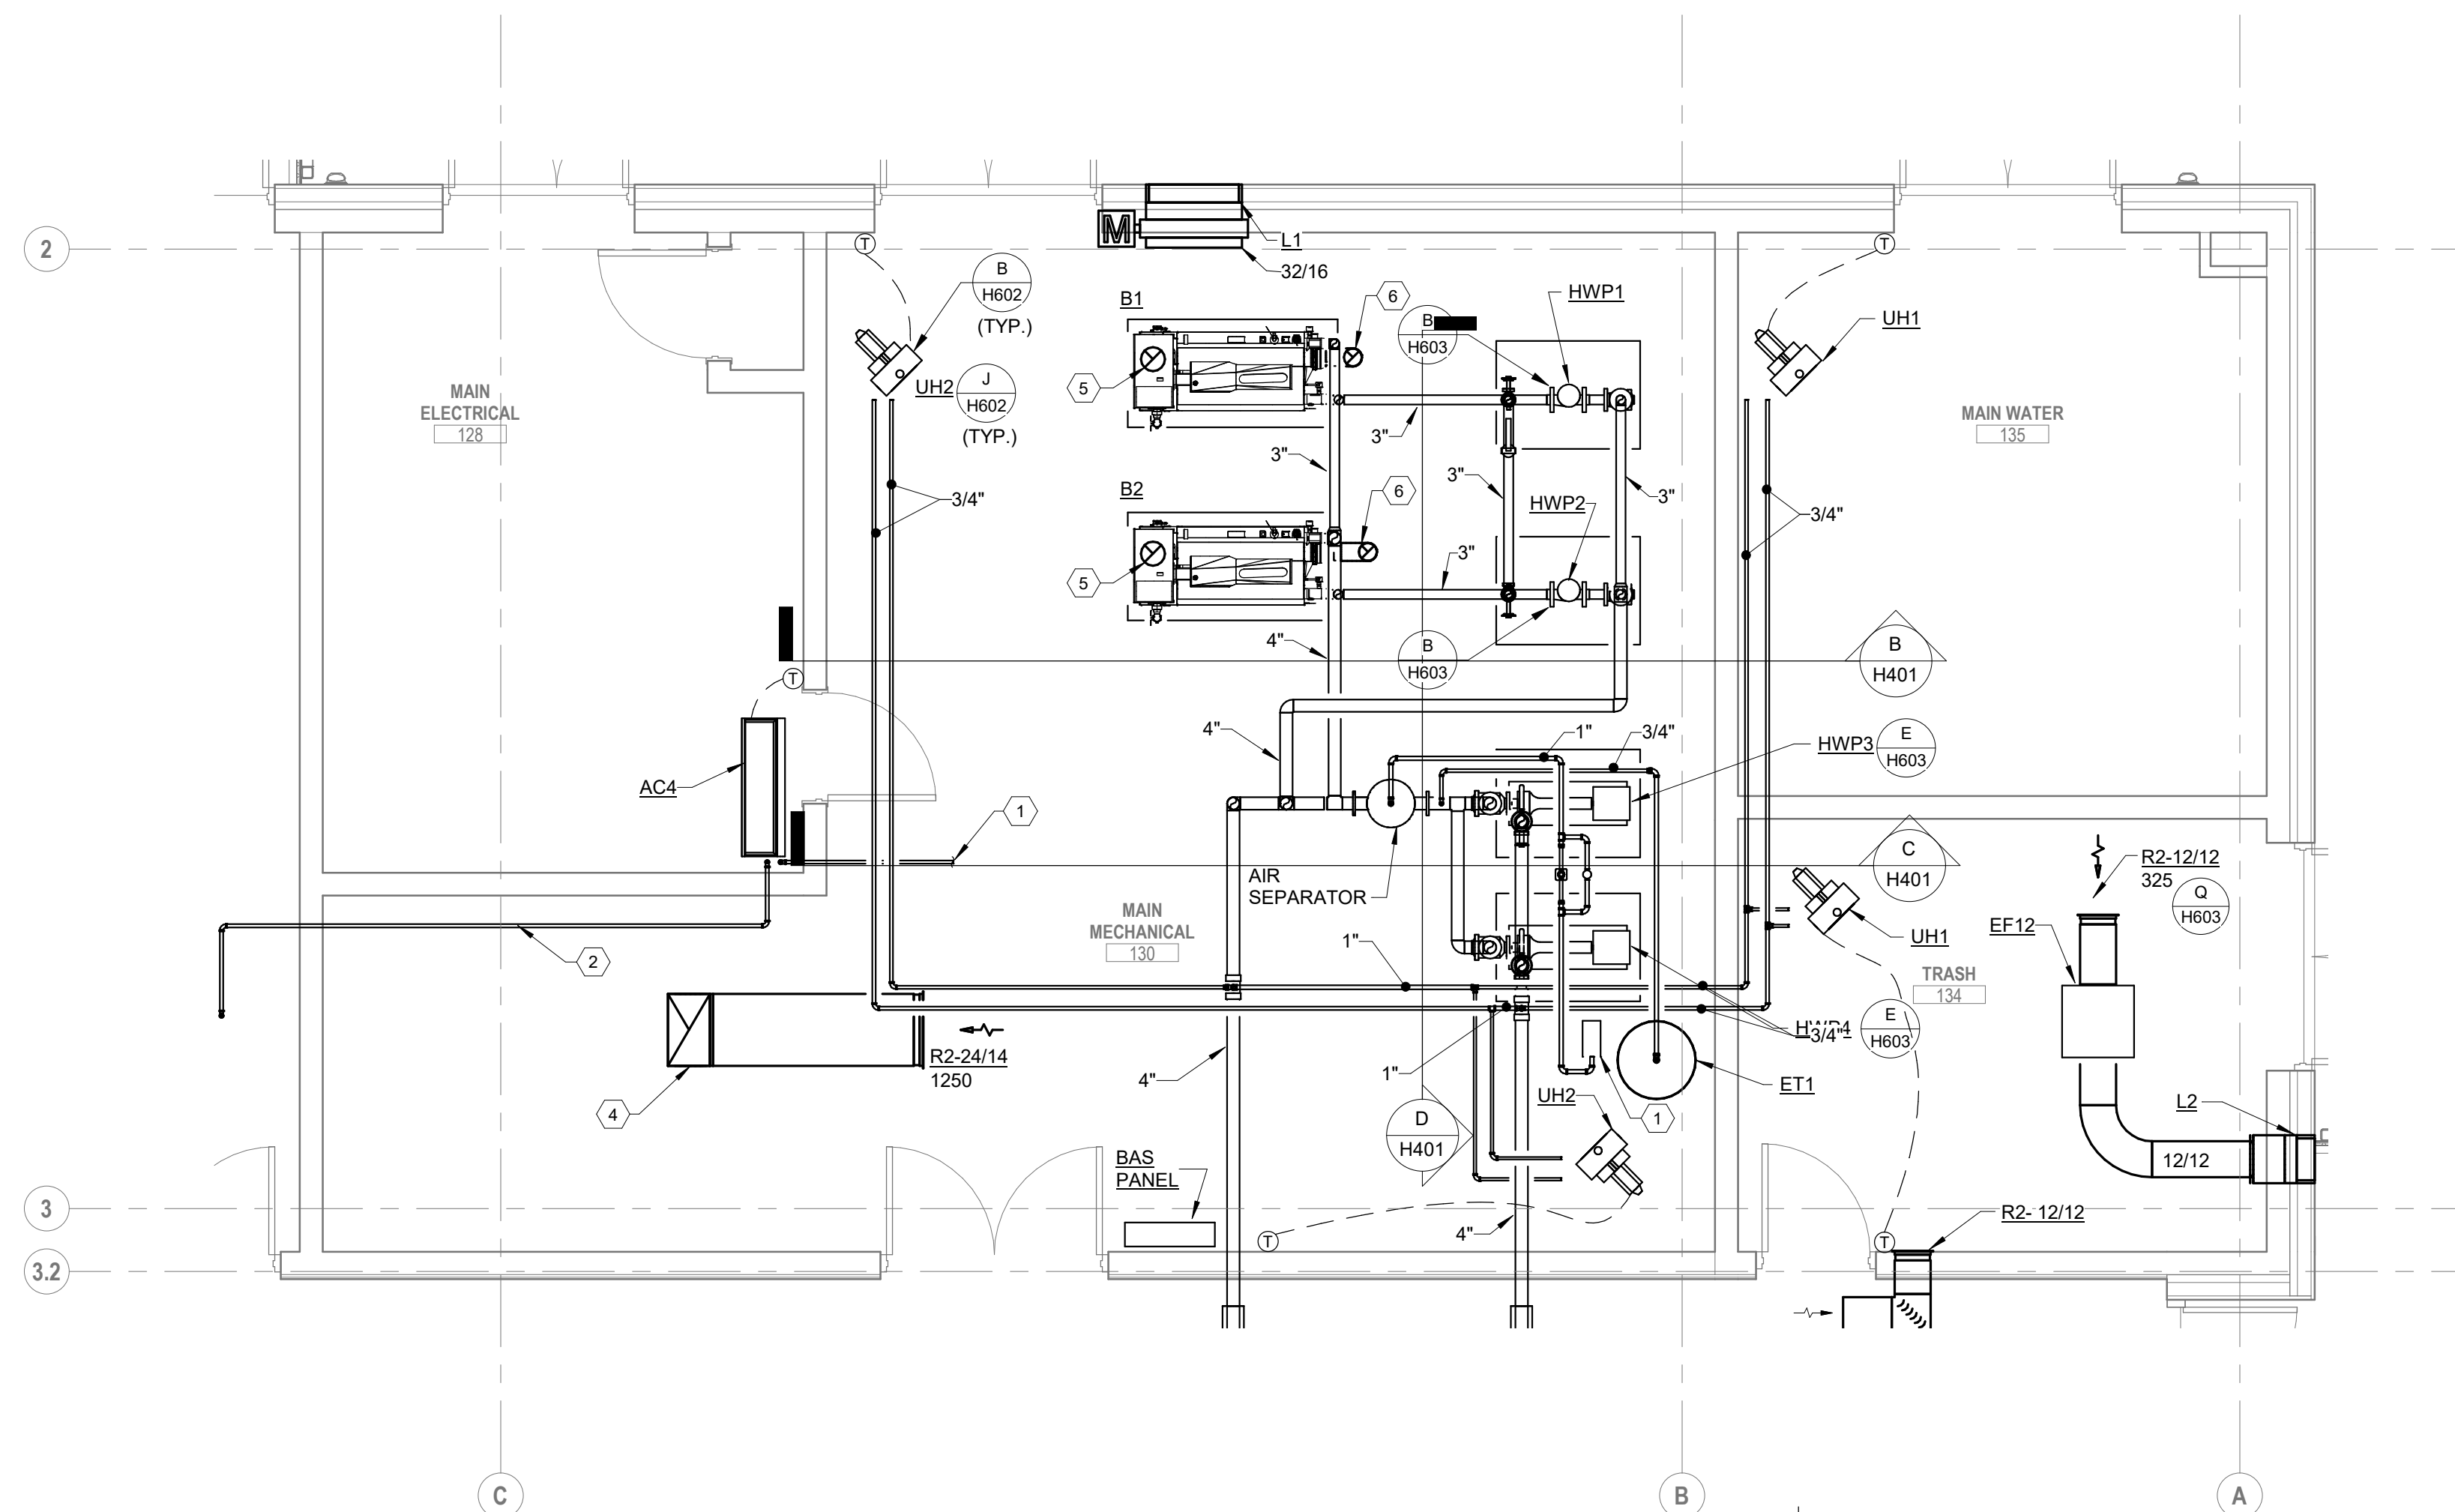 2
M
L1
32/16
B
H602
(TYP.)
UH2
J
H602
(TYP.)
MAIN
ELECTRICAL
128
3/4"
B1
5
6
B
H603
HWP1
3"
3"
3"
3"
UH1
MAIN WATER
135
3/4"
B2
5
6
HWP2
3"
4"
B
H603
B
H401
4"
1"
3/4"
HWP3
E
H603
AC4
1
AIR
SEPARATOR
C
H401
R2-12/12
325
Q
H603
EF12
UH1
TRASH
134
2
MAIN
MECHANICAL
130
1"
HWP4
3/4"
E
H603
R2-24/14
1250
4
4"
1"
D
H401
UH2
1
ET1
L2
12/12
BAS
PANEL
4"
R2- 12/12
3
3.2
T
T
T
T
T
C
B
A